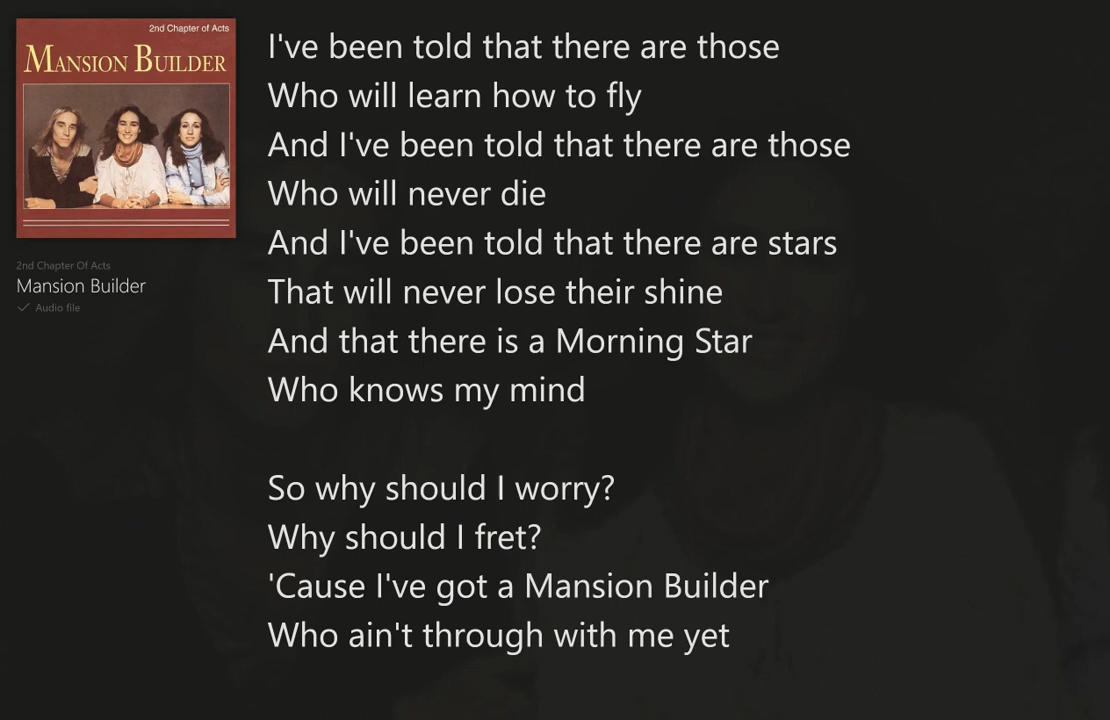 2nd Chapter of Acts
MANSION BUILDER
2nd Chapter Of Acts
Mansion Builder
Audio file
I've been told that there are those
Who will learn how to fly
And I've been told that there are those
Who will never die
And I've been told that there are stars
That will never lose their shine
And that there is a Morning Star
Who knows my mind
So why should I worry?
Why should I fret?
'Cause I've got a Mansion Builder
Who ain't through with me yet